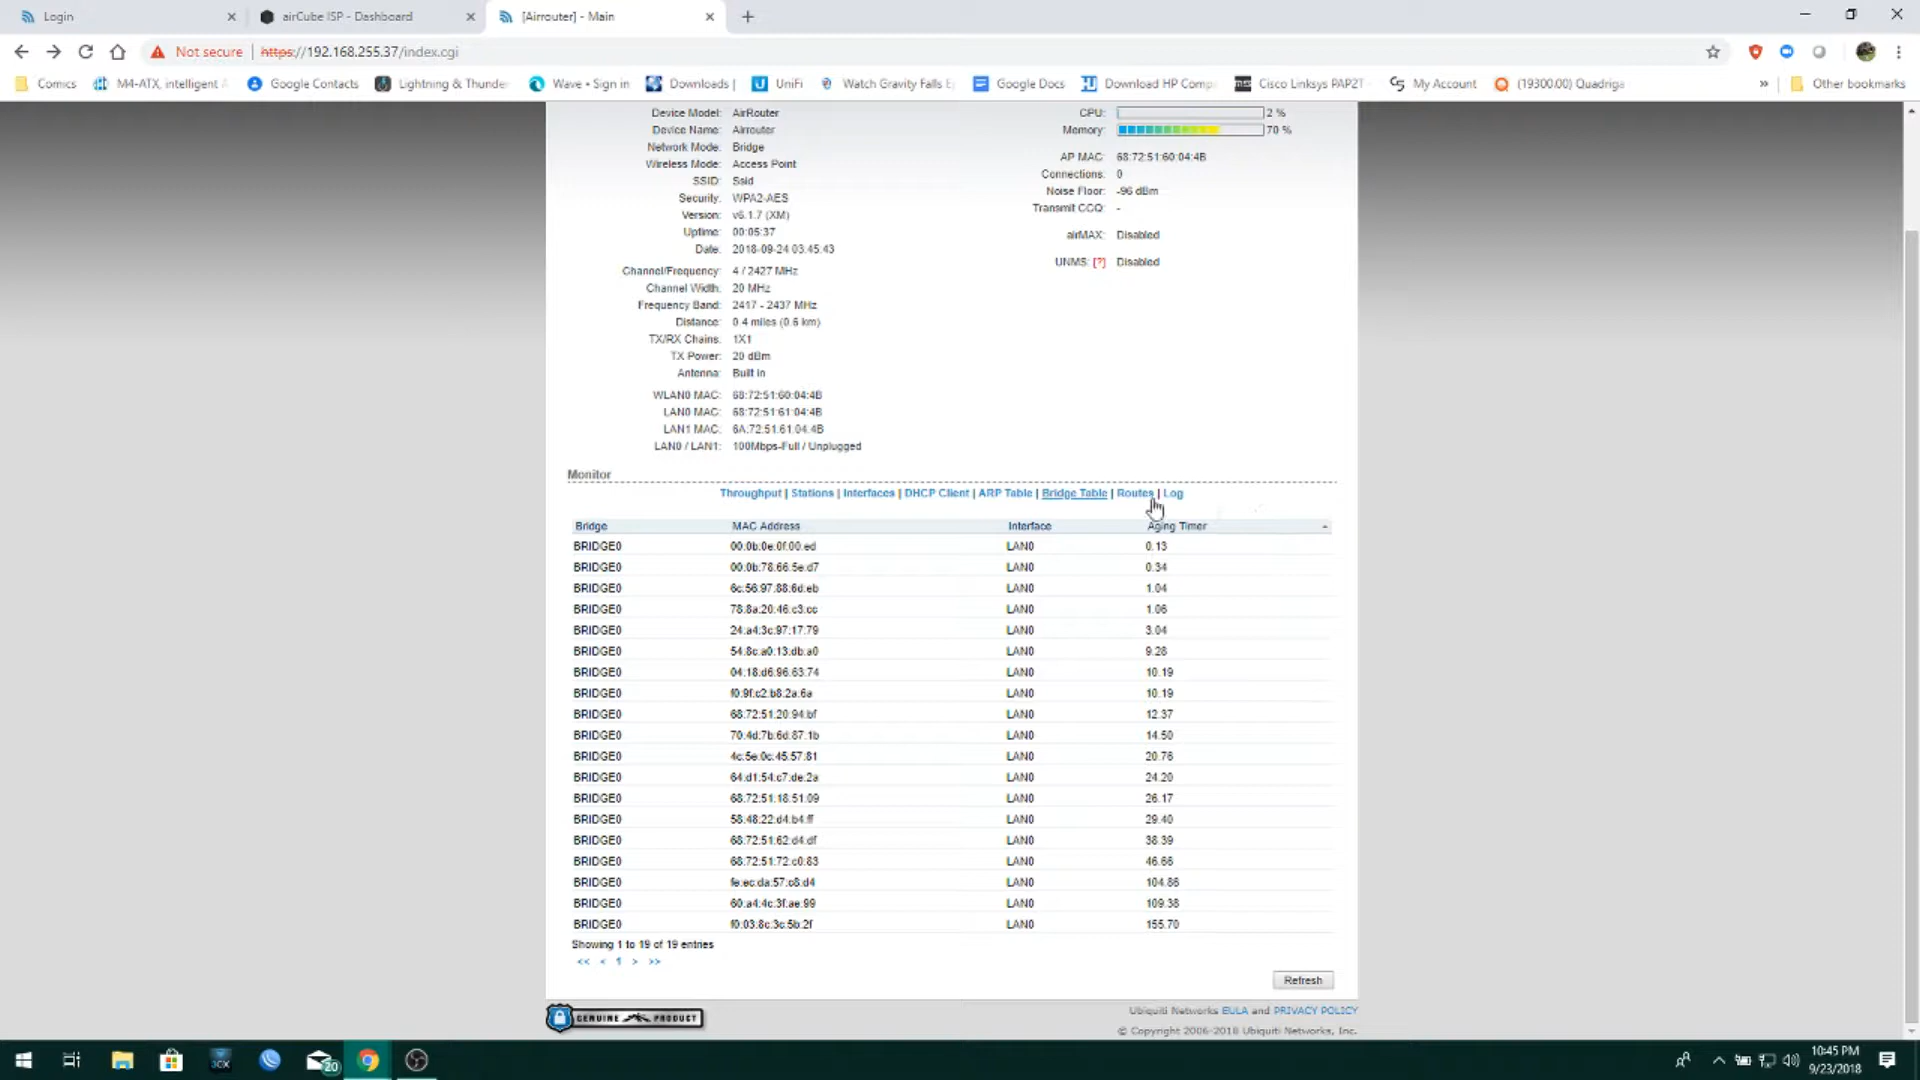 Login
airCube ISP - Dashboard
[Airrouter] - Main
Not secure | https://192.168.255.37/index.cgi
Comics
M4-ATX, intelligent
Google Contacts
Lightning & Thunder
Wave • Sign in
Downloads |
UniFi
Watch Gravity Falls E
Google Docs
Download HP Comp
Cisco Linksys PAP2T
My Account
(19300.00) Quadriga
»
Other bookmarks
Device Model: AirRouter
Device Name: Airrouter
Network Mode: Bridge
Wireless Mode: Access Point
SSID: Ssid
Security: WPA2-AES
Version: v6.1.7 (XM)
Uptime: 00:05:37
Date: 2018-09-24 03:45:43
Channel/Frequency: 4 / 2427 MHz
Channel Width: 20 MHz
Frequency Band: 2417 - 2437 MHz
Distance: 0.4 miles (0.6 km)
TX/RX Chains: 1X1
TX Power: 20 dBm
Antenna: Built in
WLAN0 MAC: 68:72:51:60:04:4B
LAN0 MAC: 68:72:51:61:04:4B
LAN1 MAC: 6A:72:51:61:04:4B
LAN0 / LAN1: 100Mbps-Full / Unplugged
CPU: 2 %
Memory: 70 %
AP MAC: 68:72:51:60:04:4B
Connections: 0
Noise Floor: -96 dBm
Transmit CCQ: -
airMAX: Disabled
UNMS: [?] Disabled
Monitor
Throughput | Stations | Interfaces | DHCP Client | ARP Table | Bridge Table | Routes | Log
Bridge MAC Address Interface Aging Timer
BRIDGE0 00:0b:0e:0f:00:ed LAN0 0.13
BRIDGE0 00:0b:78:66:5e:d7 LAN0 0.34
BRIDGE0 6c:56:97:88:6d:eb LAN0 1.04
BRIDGE0 78:8a:20:46:c3:cc LAN0 1.06
BRIDGE0 24:a4:3c:97:17:79 LAN0 3.04
BRIDGE0 54:8c:a0:13:db:a0 LAN0 9.28
BRIDGE0 04:18:d6:96:63:74 LAN0 10.19
BRIDGE0 f0:9f:c2:b8:2a:6a LAN0 10.19
BRIDGE0 68:72:51:20:94:bf LAN0 12.37
BRIDGE0 70:4d:7b:6d:87:1b LAN0 14.50
BRIDGE0 4c:5e:0c:45:57:81 LAN0 20.76
BRIDGE0 64:d1:54:c7:de:2a LAN0 24.20
BRIDGE0 68:72:51:18:51:09 LAN0 26.17
BRIDGE0 58:48:22:d4:b4:ff LAN0 29.40
BRIDGE0 68:72:51:62:d4:df LAN0 38.39
BRIDGE0 68:72:51:72:c0:83 LAN0 46.66
BRIDGE0 fe:ec:da:57:c8:d4 LAN0 104.86
BRIDGE0 60:a4:4c:3f:ae:99 LAN0 109.38
BRIDGE0 f0:03:8c:3c:5b:2f LAN0 155.70
Showing 1 to 19 of 19 entries
<< < 1 > >>
Refresh
GENUINE PRODUCT
Ubiquiti Networks EULA and PRIVACY POLICY
© Copyright 2006-2018 Ubiquiti Networks, Inc.
3CX
20
10:45 PM
9/23/2018